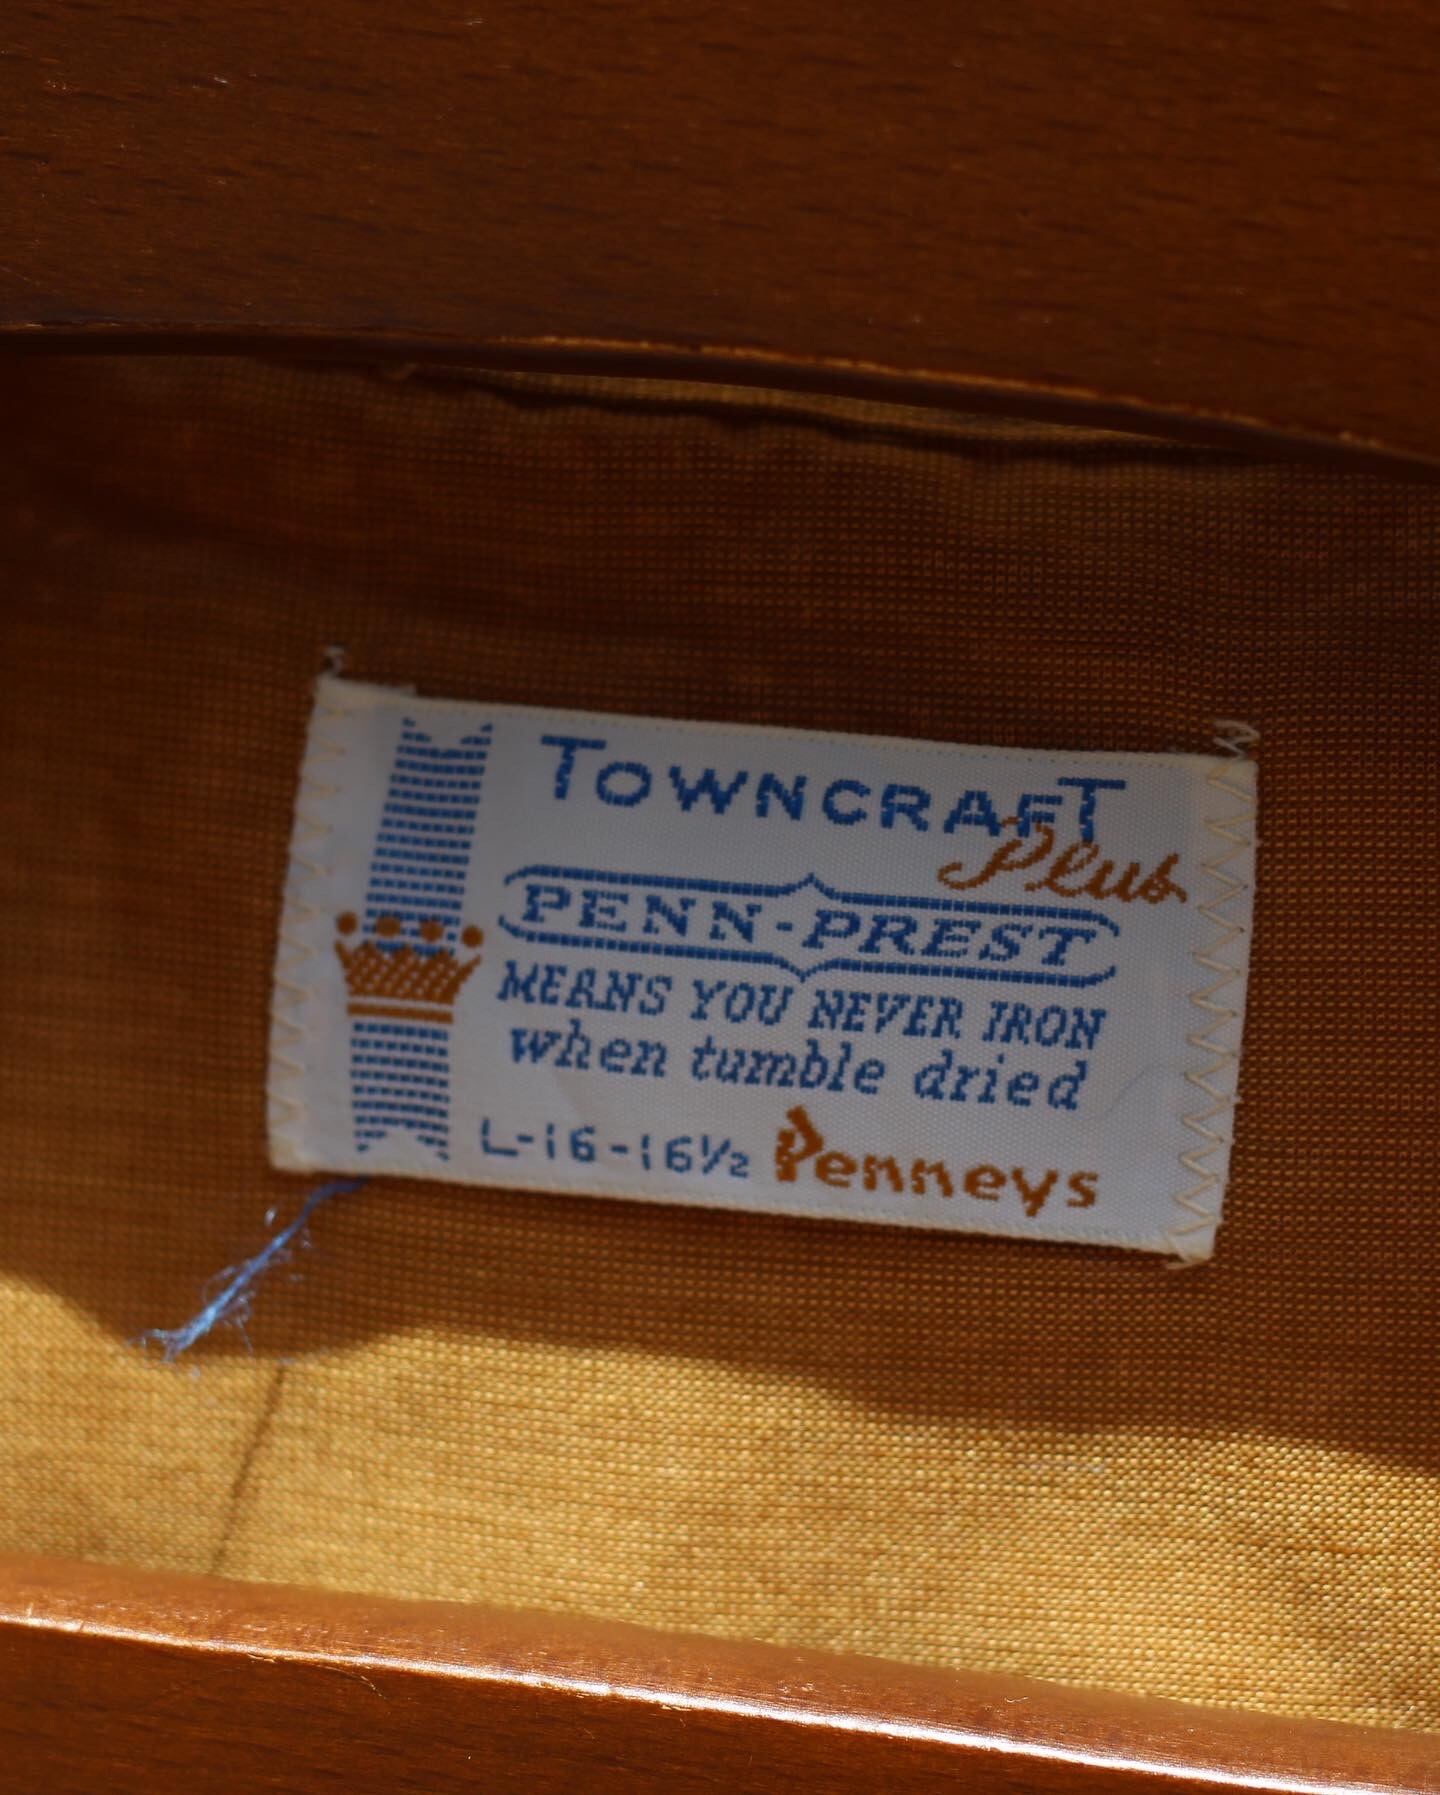 TOWNCRAFT
Plus
PENN-PREST
MEANS YOU NEVER IRON
when tumble dried
L-16-16½ Penneys